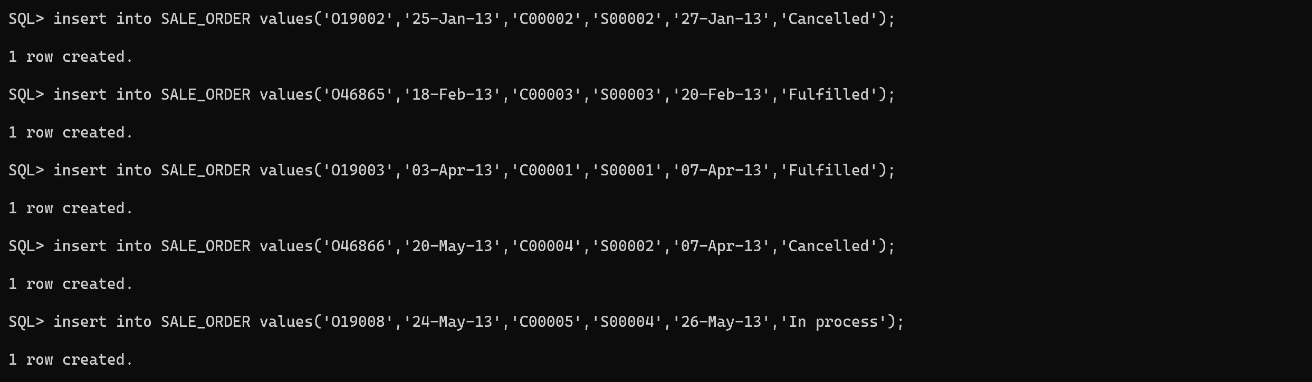 SQL> insert into SALE_ORDER values('O19002','25-Jan-13','C00002','S00002','27-Jan-13','Cancelled');
1 row created.
SQL> insert into SALE_ORDER values('O46865','18-Feb-13','C00003','S00003','20-Feb-13','Fulfilled');
1 row created.
SQL> insert into SALE_ORDER values('O19003','03-Apr-13','C00001','S00001','07-Apr-13','Fulfilled');
1 row created.
SQL> insert into SALE_ORDER values('O46866','20-May-13','C00004','S00002','07-Apr-13','Cancelled');
1 row created.
SQL> insert into SALE_ORDER values('O19008','24-May-13','C00005','S00004','26-May-13','In process');
1 row created.